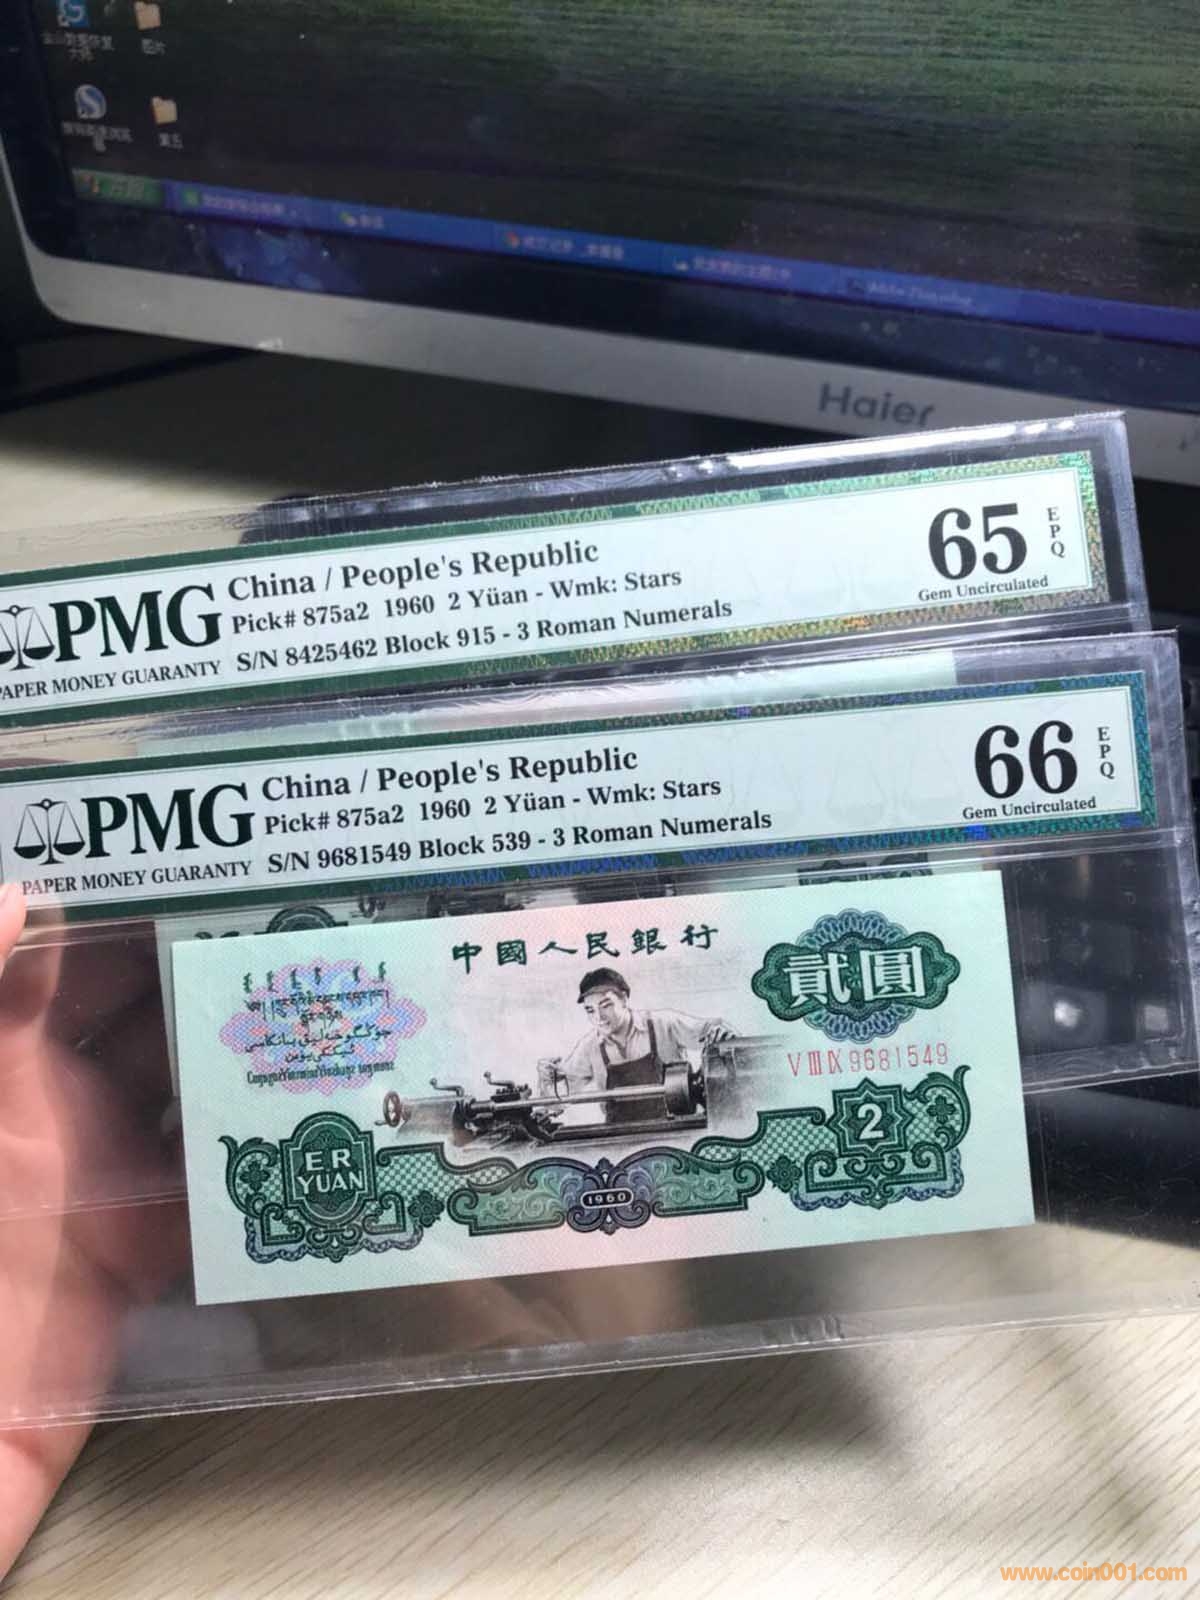 图片
Haier
PMG
PAPER MONEY GUARANTY
China / People's Republic
Pick# 875a2 1960 2 Yüan - Wmk: Stars
S/N 8425462 Block 915 - 3 Roman Numerals
65
EPQ
Gem Uncirculated
PMG
PAPER MONEY GUARANTY
China / People's Republic
Pick# 875a2 1960 2 Yüan - Wmk: Stars
S/N 9681549 Block 539 - 3 Roman Numerals
66
EPQ
Gem Uncirculated
中國人民銀行
貳圓
ⅤⅢⅨ9681549
2
ER
YUAN
1960
www.coin001.com